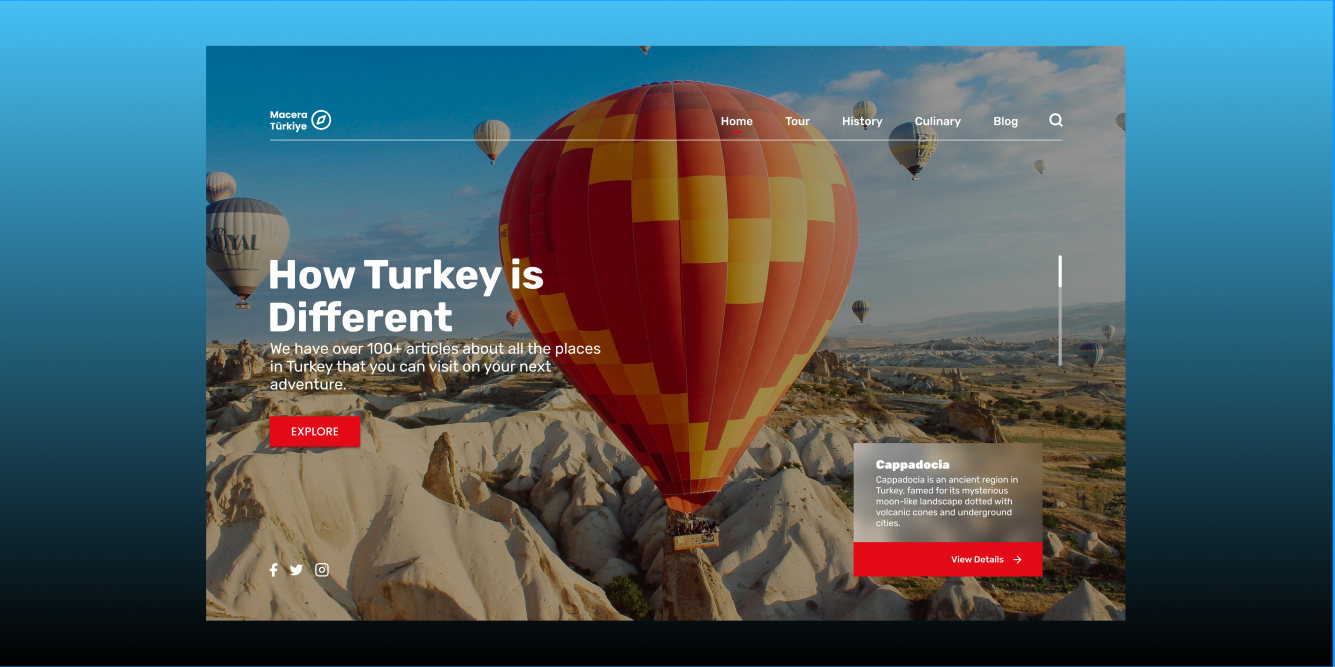 Macera
Türkiye
Home
Tour
History
Culinary
Blog
How Turkey is
Different
We have over 100+ articles about all the places
in Turkey that you can visit on your next
adventure.
EXPLORE
Cappadocia
Cappadocia is an ancient region in
Turkey, famed for its mysterious
moon-like landscape dotted with
volcanic cones and underground
cities.
View Details